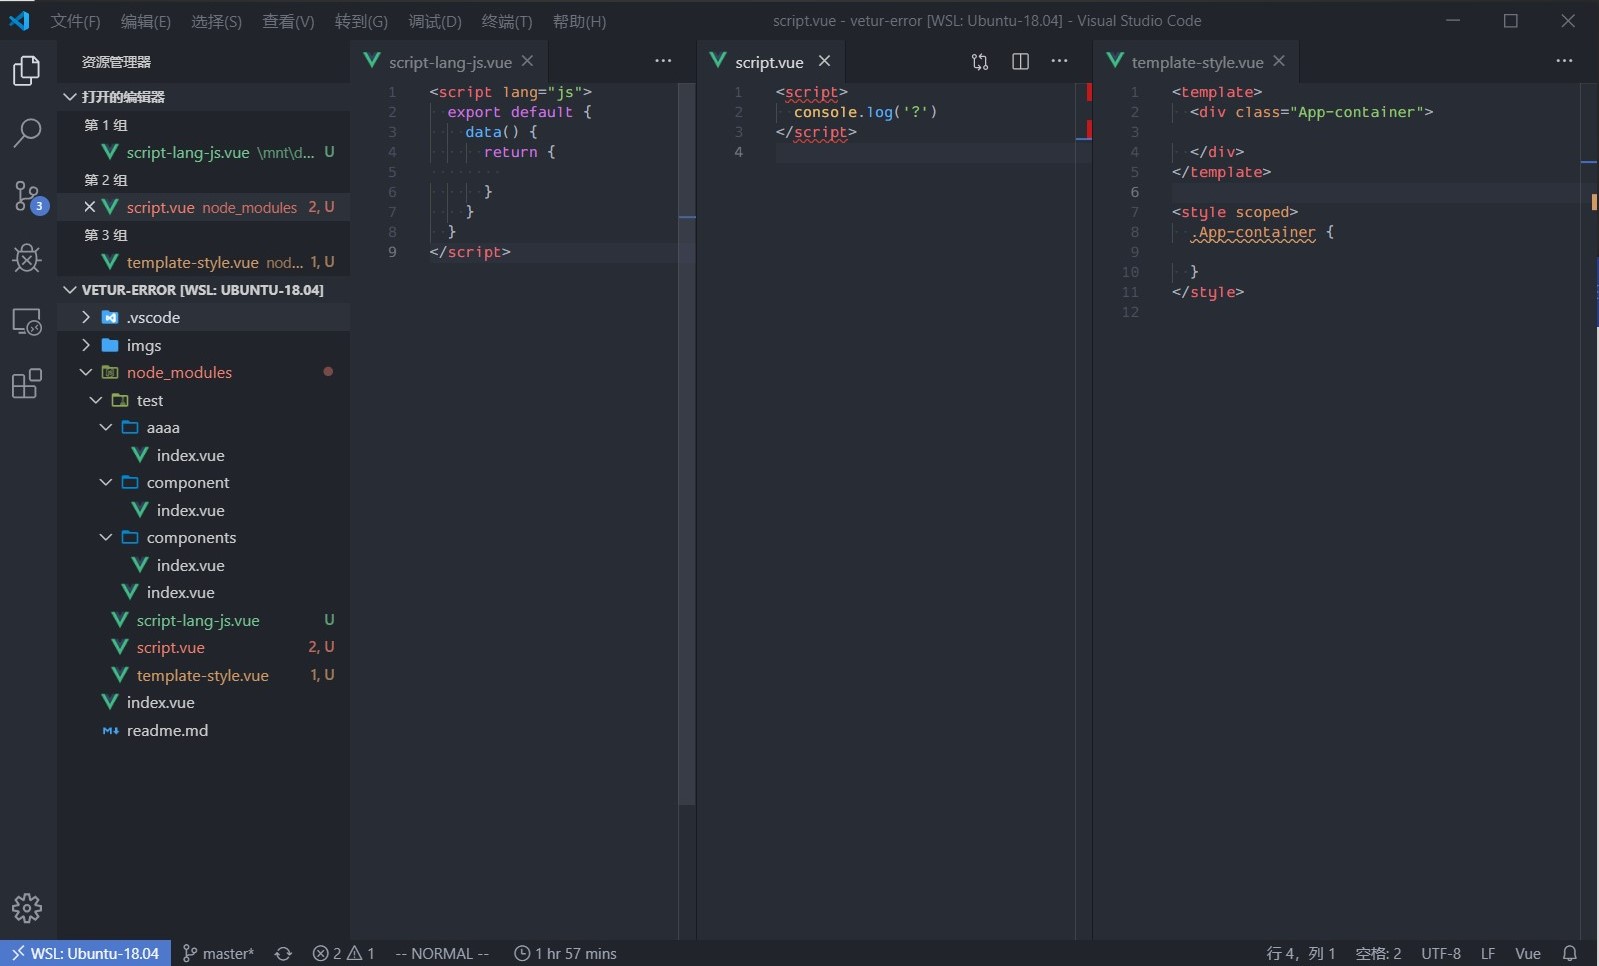 文件(F) 编辑(E) 选择(S) 查看(V) 转到(G) 调试(D) 终端(T) 帮助(H)
script.vue - vetur-error [WSL: Ubuntu-18.04] - Visual Studio Code
资源管理器
打开的编辑器
第 1 组
script-lang-js.vue \mnt\d... U
第 2 组
script.vue node_modules 2, U
第 3 组
template-style.vue nod... 1, U
VETUR-ERROR [WSL: UBUNTU-18.04]
.vscode
imgs
node_modules
test
aaaa
index.vue
component
index.vue
components
index.vue
index.vue
script-lang-js.vue U
script.vue 2, U
template-style.vue 1, U
index.vue
readme.md
3
script-lang-js.vue
1 <script lang="js">
2 export default {
3 data() {
4 return {
5
6 }
7 }
8 }
9 </script>
script.vue
1 <script>
2 console.log('?')
3 </script>
4
template-style.vue
1 <template>
2 <div class="App-container">
3
4 </div>
5 </template>
6
7 <style scoped>
8 .App-container {
9
10 }
11 </style>
12
WSL: Ubuntu-18.04 master* 2 1 -- NORMAL -- 1 hr 57 mins 行 4，列 1 空格: 2 UTF-8 LF Vue